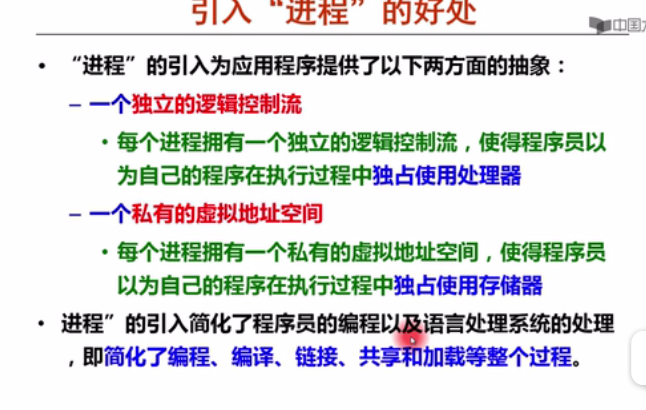 引入“进程”的好处
中国大
• “进程”的引入为应用程序提供了以下两方面的抽象：
– 一个独立的逻辑控制流
• 每个进程拥有一个独立的逻辑控制流，使得程序员以
为自己的程序在执行过程中独占使用处理器
– 一个私有的虚拟地址空间
• 每个进程拥有一个私有的虚拟地址空间，使得程序员
以为自己的程序在执行过程中独占使用存储器
• 进程”的引入简化了程序员的编程以及语言处理系统的处理
，即简化了编程、编译、链接、共享和加载等整个过程。